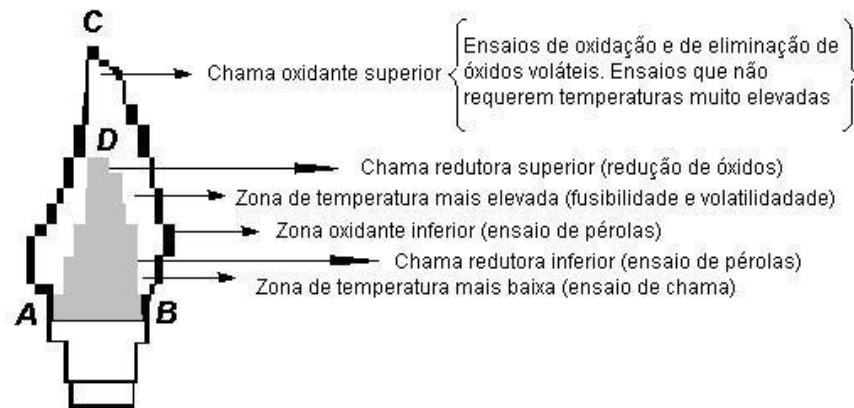 C
Ensaios de oxidação e de eliminação de
Chama oxidante superior óxidos voláteis. Ensaios que não
requerem temperaturas muito elevadas
D
Chama redutora superior (redução de óxidos)
Zona de temperatura mais elevada (fusibilidade e volatilidadade)
Zona oxidante inferior (ensaio de pérolas)
Chama redutora inferior (ensaio de pérolas)
Zona de temperatura mais baixa (ensaio de chama)
A B